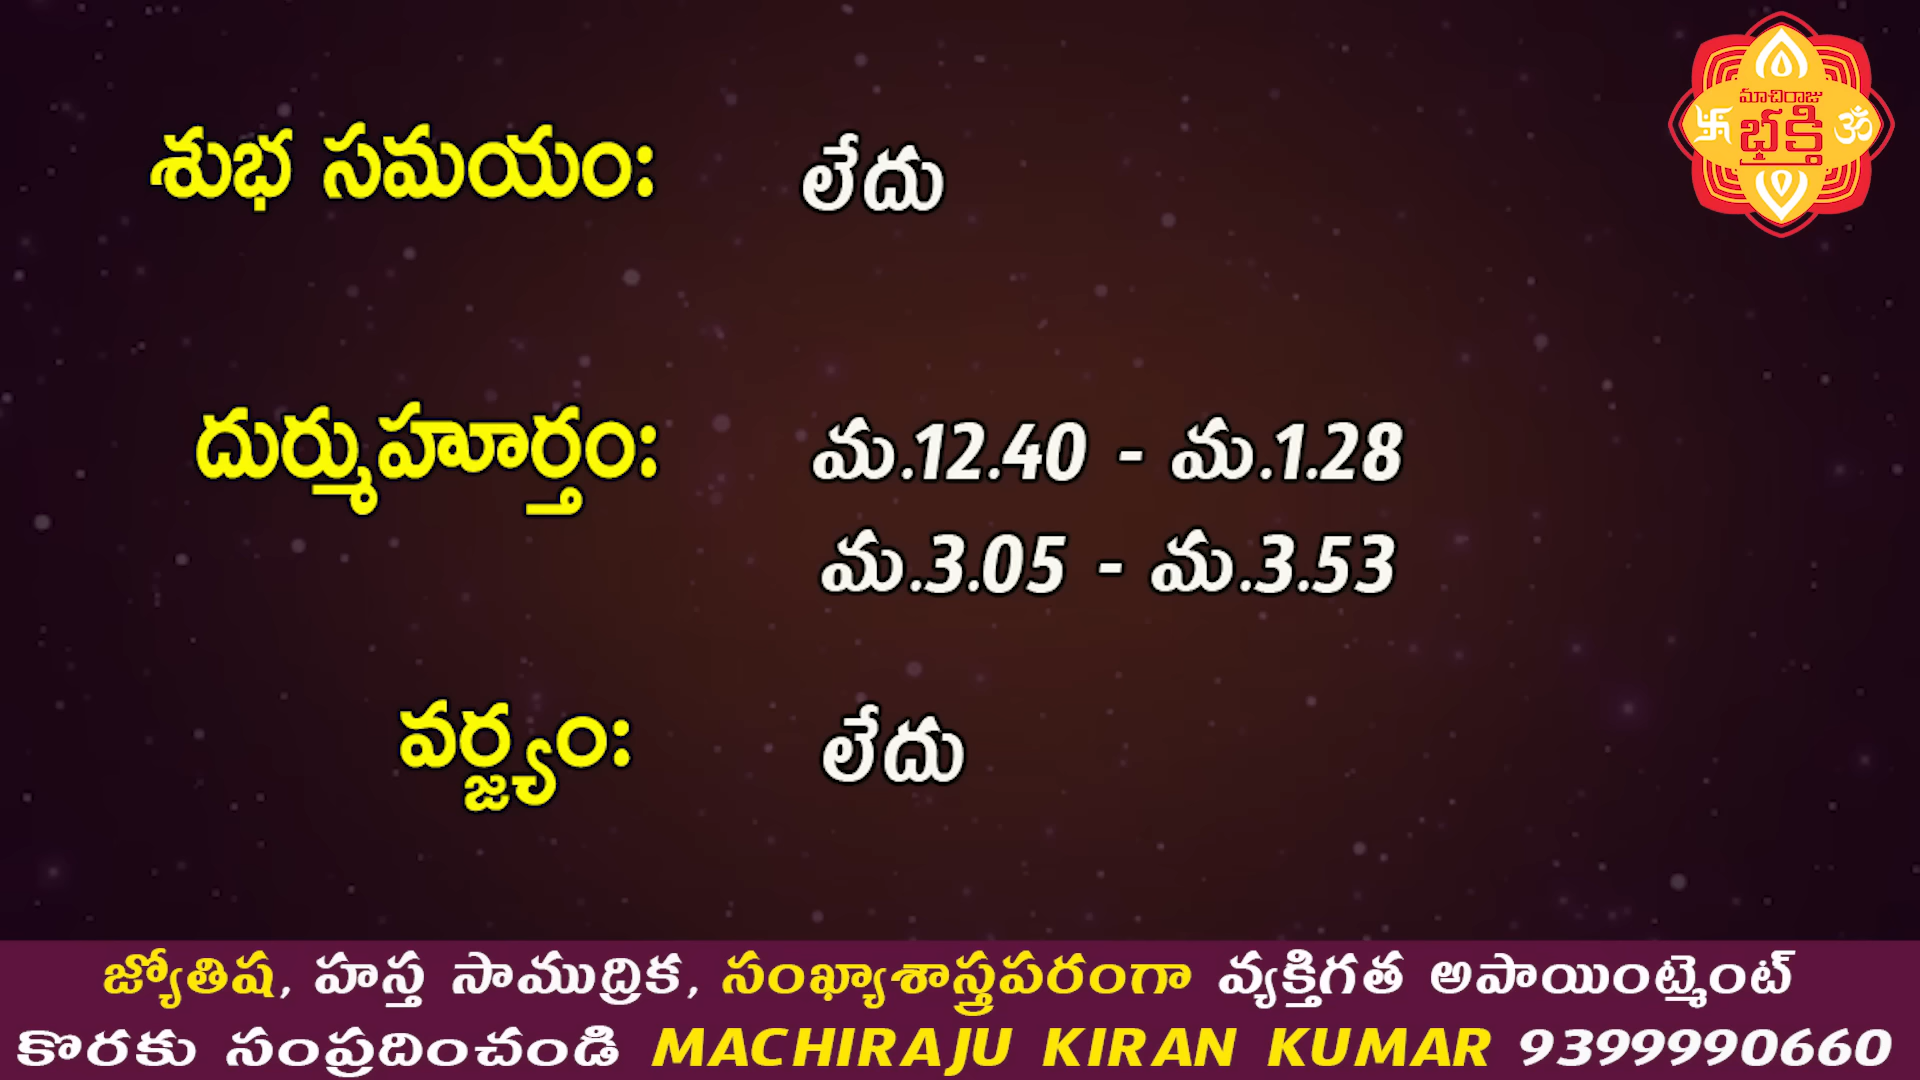 మాచిరాజు
భక్తి
ॐ
శుభ సమయం: లేదు
దుర్ముహూర్తం: మ.12.40 - మ.1.28
మ.3.05 - మ.3.53
వర్జ్యం: లేదు
జ్యోతిష, హస్త సాముద్రిక, సంఖ్యాశాస్త్రపరంగా వ్యక్తిగత అపాయింట్మెంట్
కొరకు సంప్రదించండి MACHIRAJU KIRAN KUMAR 9399990660